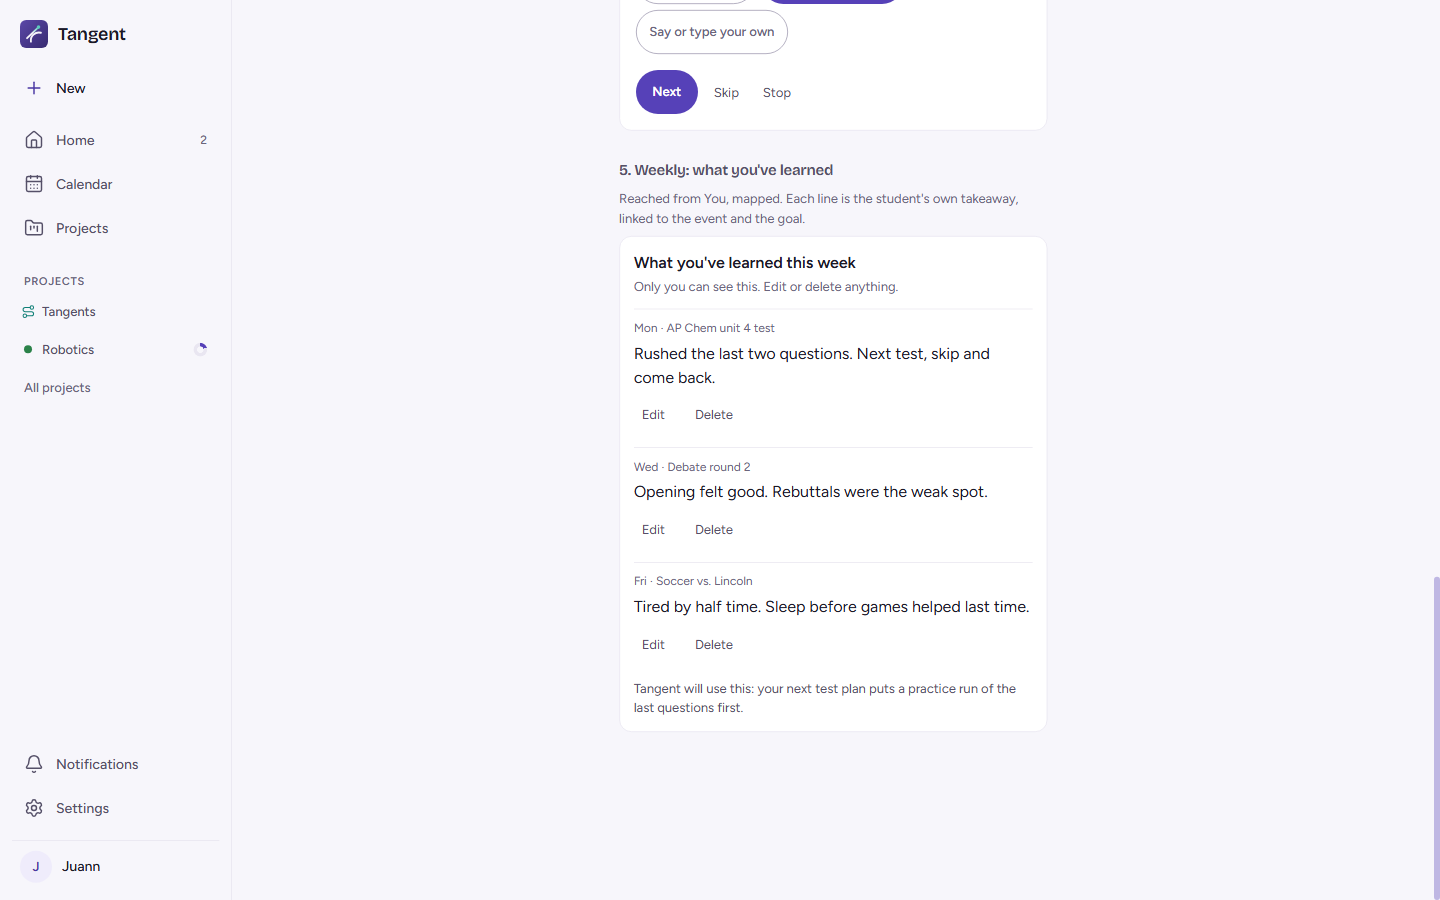 Tangent
New
Home 2
Calendar
Projects
PROJECTS
Tangents
Robotics
All projects
Notifications
Settings
J Juann
Say or type your own
Next Skip Stop
5. Weekly: what you've learned
Reached from You, mapped. Each line is the student's own takeaway,
linked to the event and the goal.
What you've learned this week
Only you can see this. Edit or delete anything.
Mon · AP Chem unit 4 test
Rushed the last two questions. Next test, skip and
come back.
Edit Delete
Wed · Debate round 2
Opening felt good. Rebuttals were the weak spot.
Edit Delete
Fri · Soccer vs. Lincoln
Tired by half time. Sleep before games helped last time.
Edit Delete
Tangent will use this: your next test plan puts a practice run of the
last questions first.